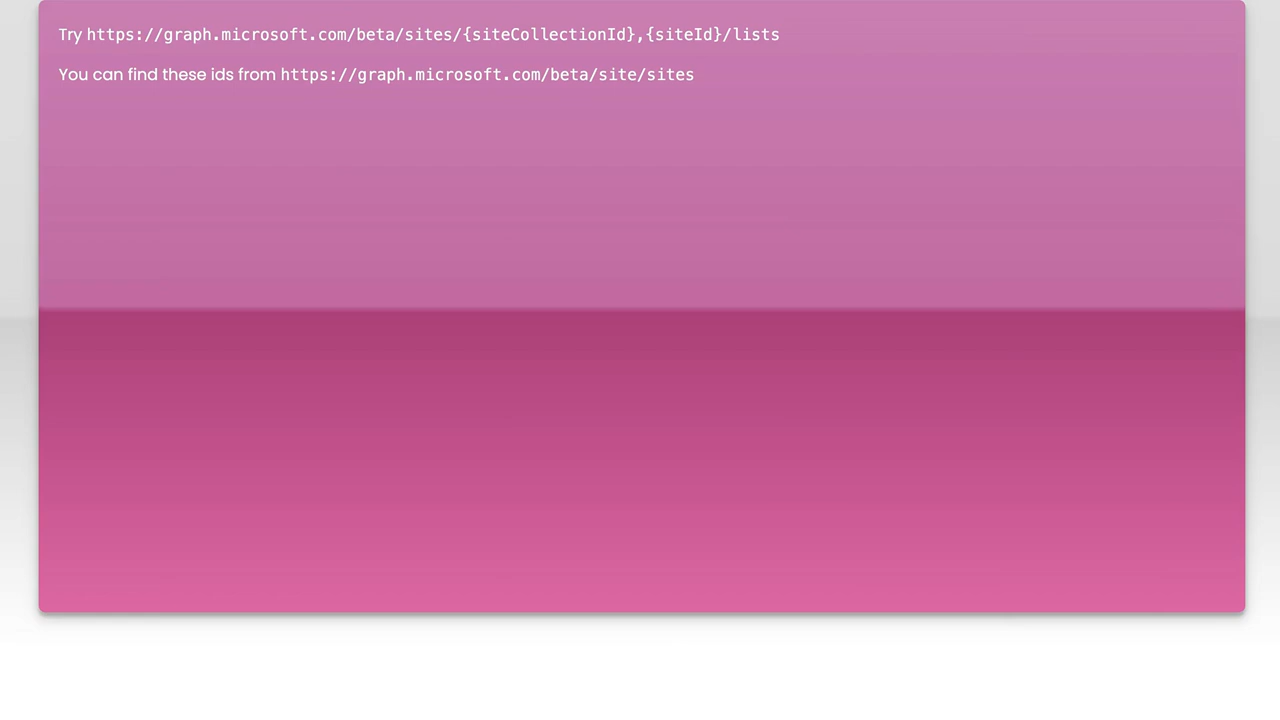 Try https://graph.microsoft.com/beta/sites/{siteCollectionId},{siteId}/lists
You can find these ids from https://graph.microsoft.com/beta/site/sites